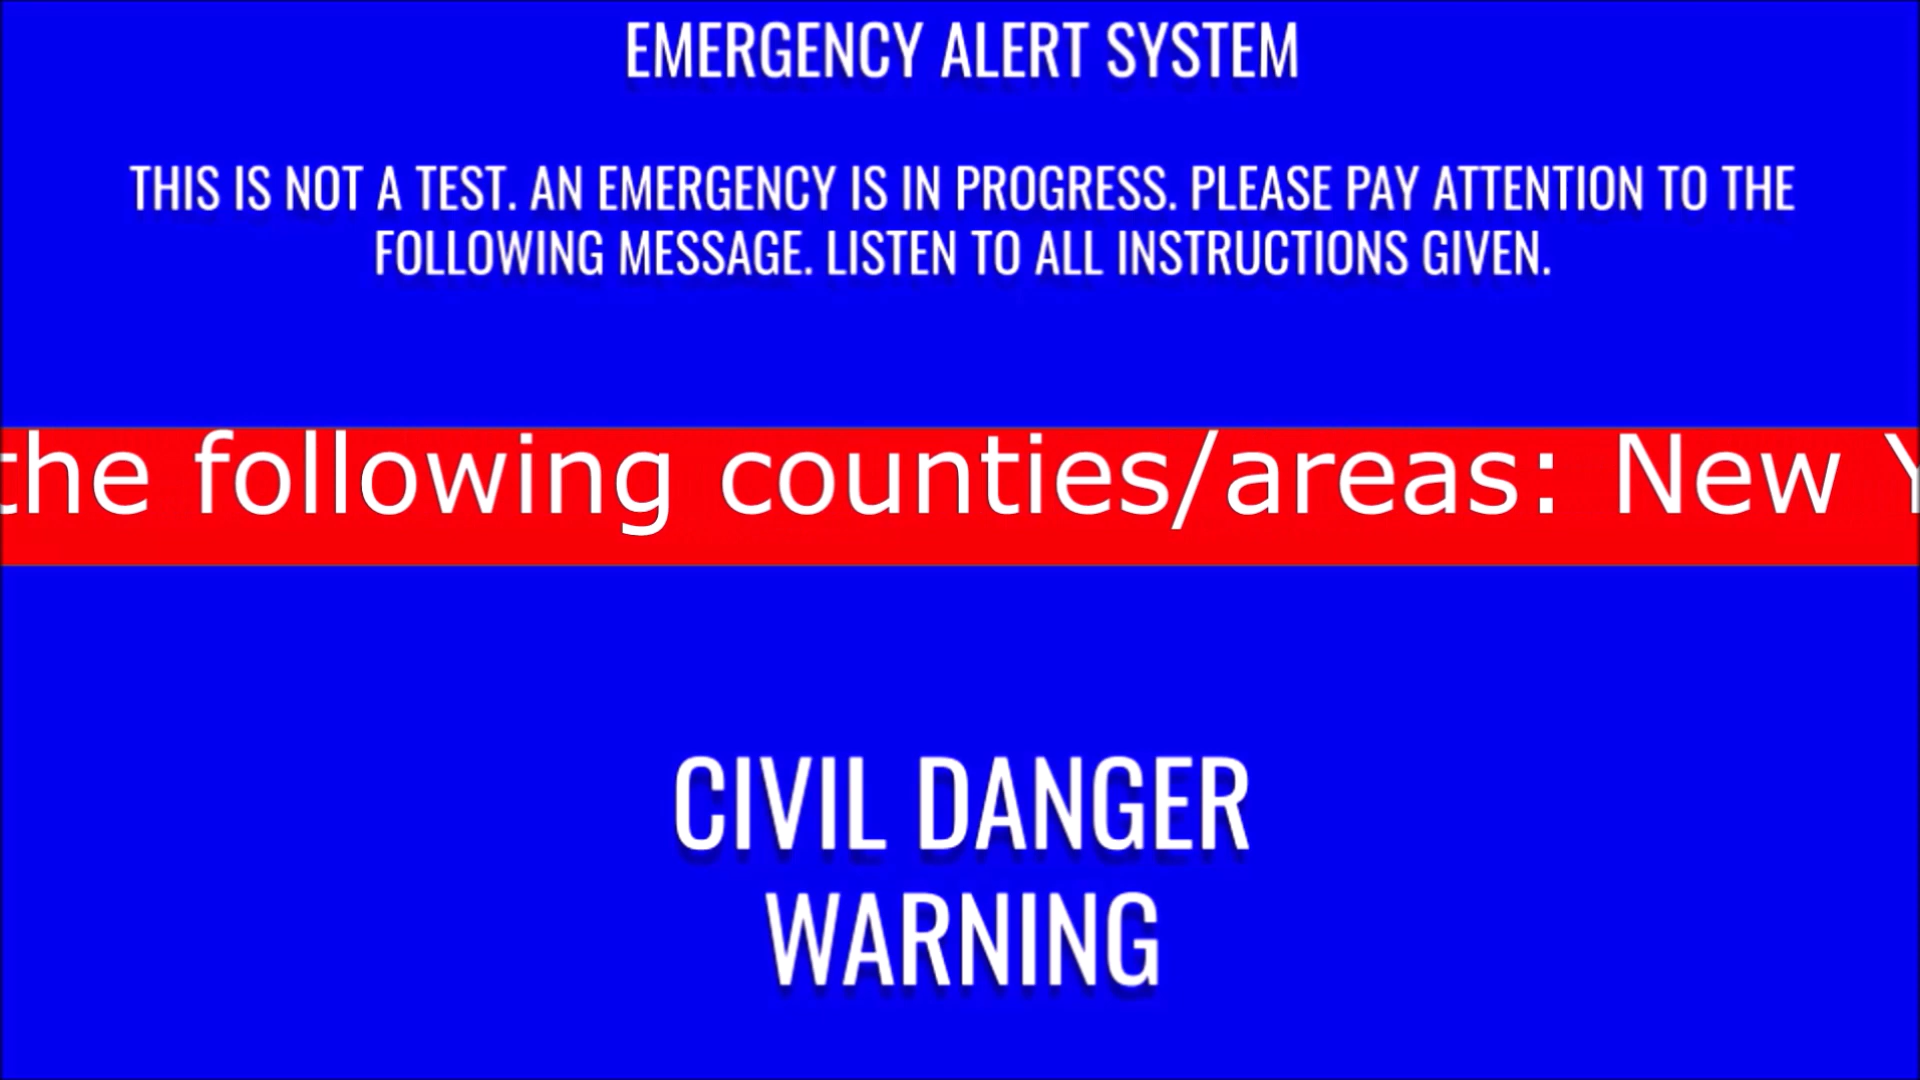 EMERGENCY ALERT SYSTEM
THIS IS NOT A TEST. AN EMERGENCY IS IN PROGRESS. PLEASE PAY ATTENTION TO THE
FOLLOWING MESSAGE. LISTEN TO ALL INSTRUCTIONS GIVEN.
the following counties/areas: New Y
CIVIL DANGER
WARNING